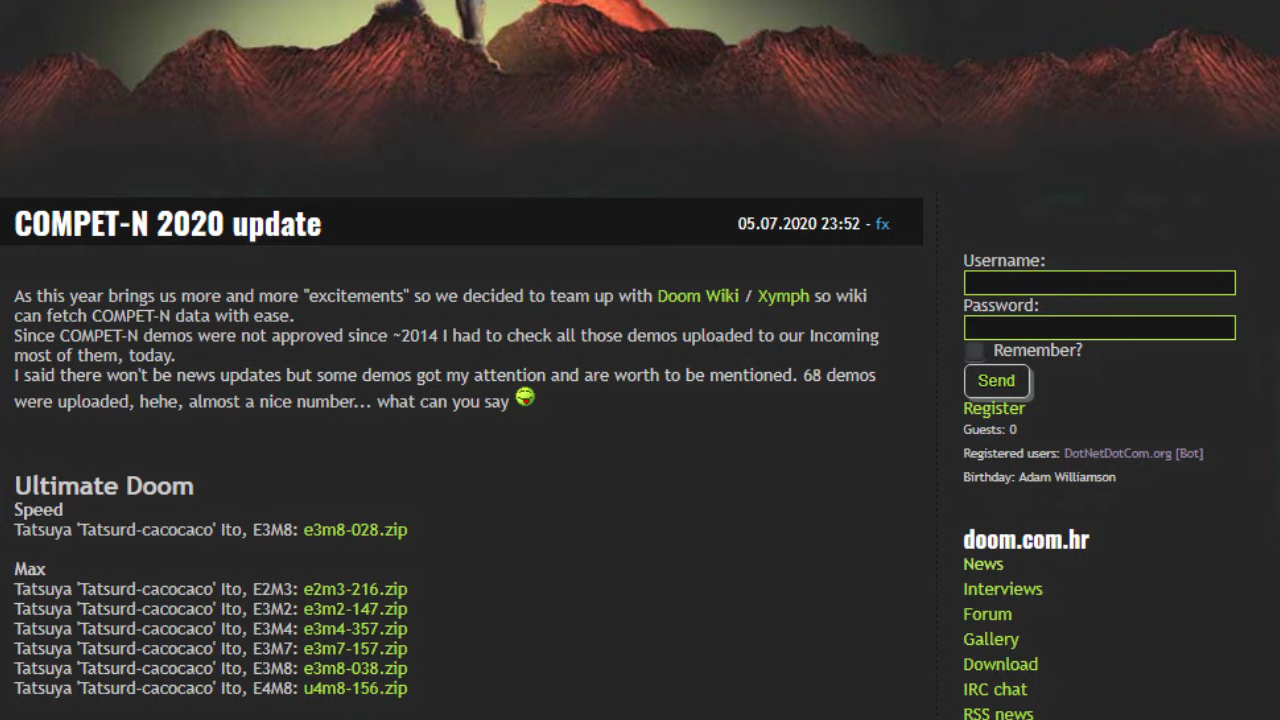 COMPET-N 2020 update
05.07.2020 23:52 - fx
As this year brings us more and more "excitements" so we decided to team up with Doom Wiki / Xymph so wiki
can fetch COMPET-N data with ease.
Since COMPET-N demos were not approved since ~2014 I had to check all those demos uploaded to our Incoming
most of them, today.
I said there won't be news updates but some demos got my attention and are worth to be mentioned. 68 demos
were uploaded, hehe, almost a nice number... what can you say
Ultimate Doom
Speed
Tatsuya 'Tatsurd-cacocaco' Ito, E3M8: e3m8-028.zip
Max
Tatsuya 'Tatsurd-cacocaco' Ito, E2M3: e2m3-216.zip
Tatsuya 'Tatsurd-cacocaco' Ito, E3M2: e3m2-147.zip
Tatsuya 'Tatsurd-cacocaco' Ito, E3M4: e3m4-357.zip
Tatsuya 'Tatsurd-cacocaco' Ito, E3M7: e3m7-157.zip
Tatsuya 'Tatsurd-cacocaco' Ito, E3M8: e3m8-038.zip
Tatsuya 'Tatsurd-cacocaco' Ito, E4M8: u4m8-156.zip
Username:
Password:
Remember?
Send
Register
Guests: 0
Registered users: DotNetDotCom.org [Bot]
Birthday: Adam Williamson
doom.com.hr
News
Interviews
Forum
Gallery
Download
IRC chat
RSS news